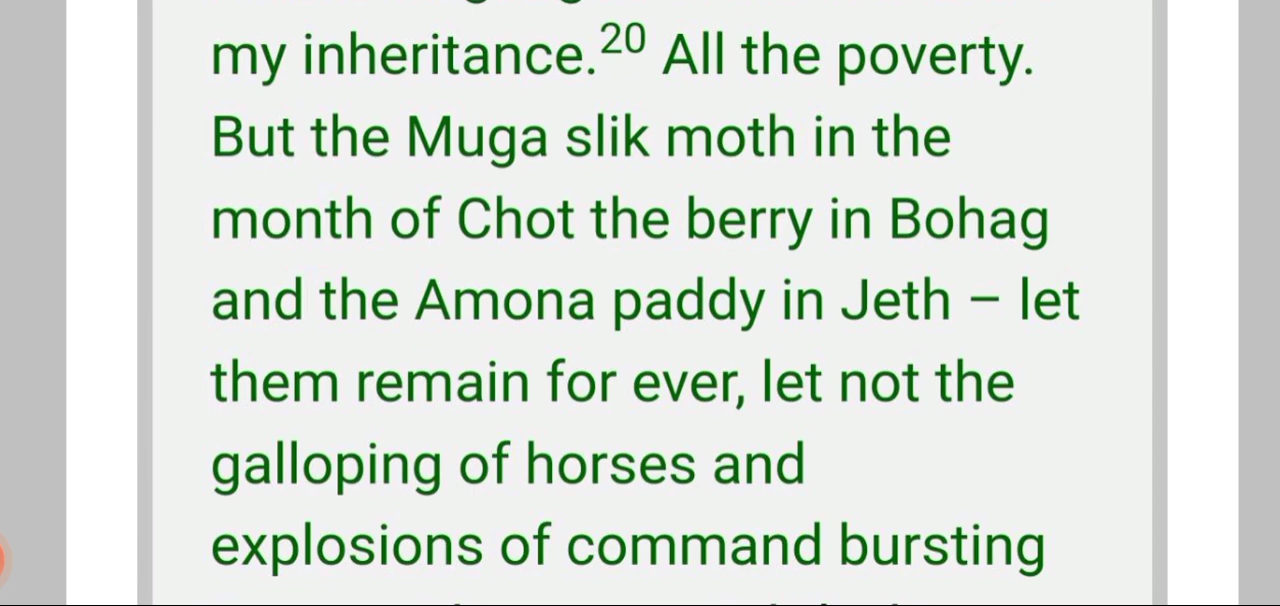 my inheritance.20 All the poverty.
But the Muga slik moth in the
month of Chot the berry in Bohag
and the Amona paddy in Jeth – let
them remain for ever, let not the
galloping of horses and
explosions of command bursting